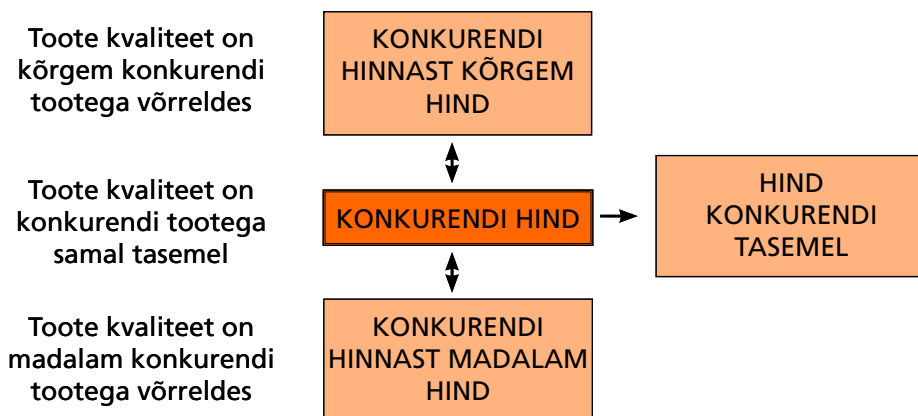 Toote kvaliteet on
kõrgem konkurendi
tootega võrreldes
KONKURENDI
HINNAST KÕRGEM
HIND
Toote kvaliteet on
konkurendi tootega
samal tasemel
KONKURENDI HIND
HIND
KONKURENDI
TASEMEL
Toote kvaliteet on
madalam konkurendi
tootega võrreldes
KONKURENDI
HINNAST MADALAM
HIND